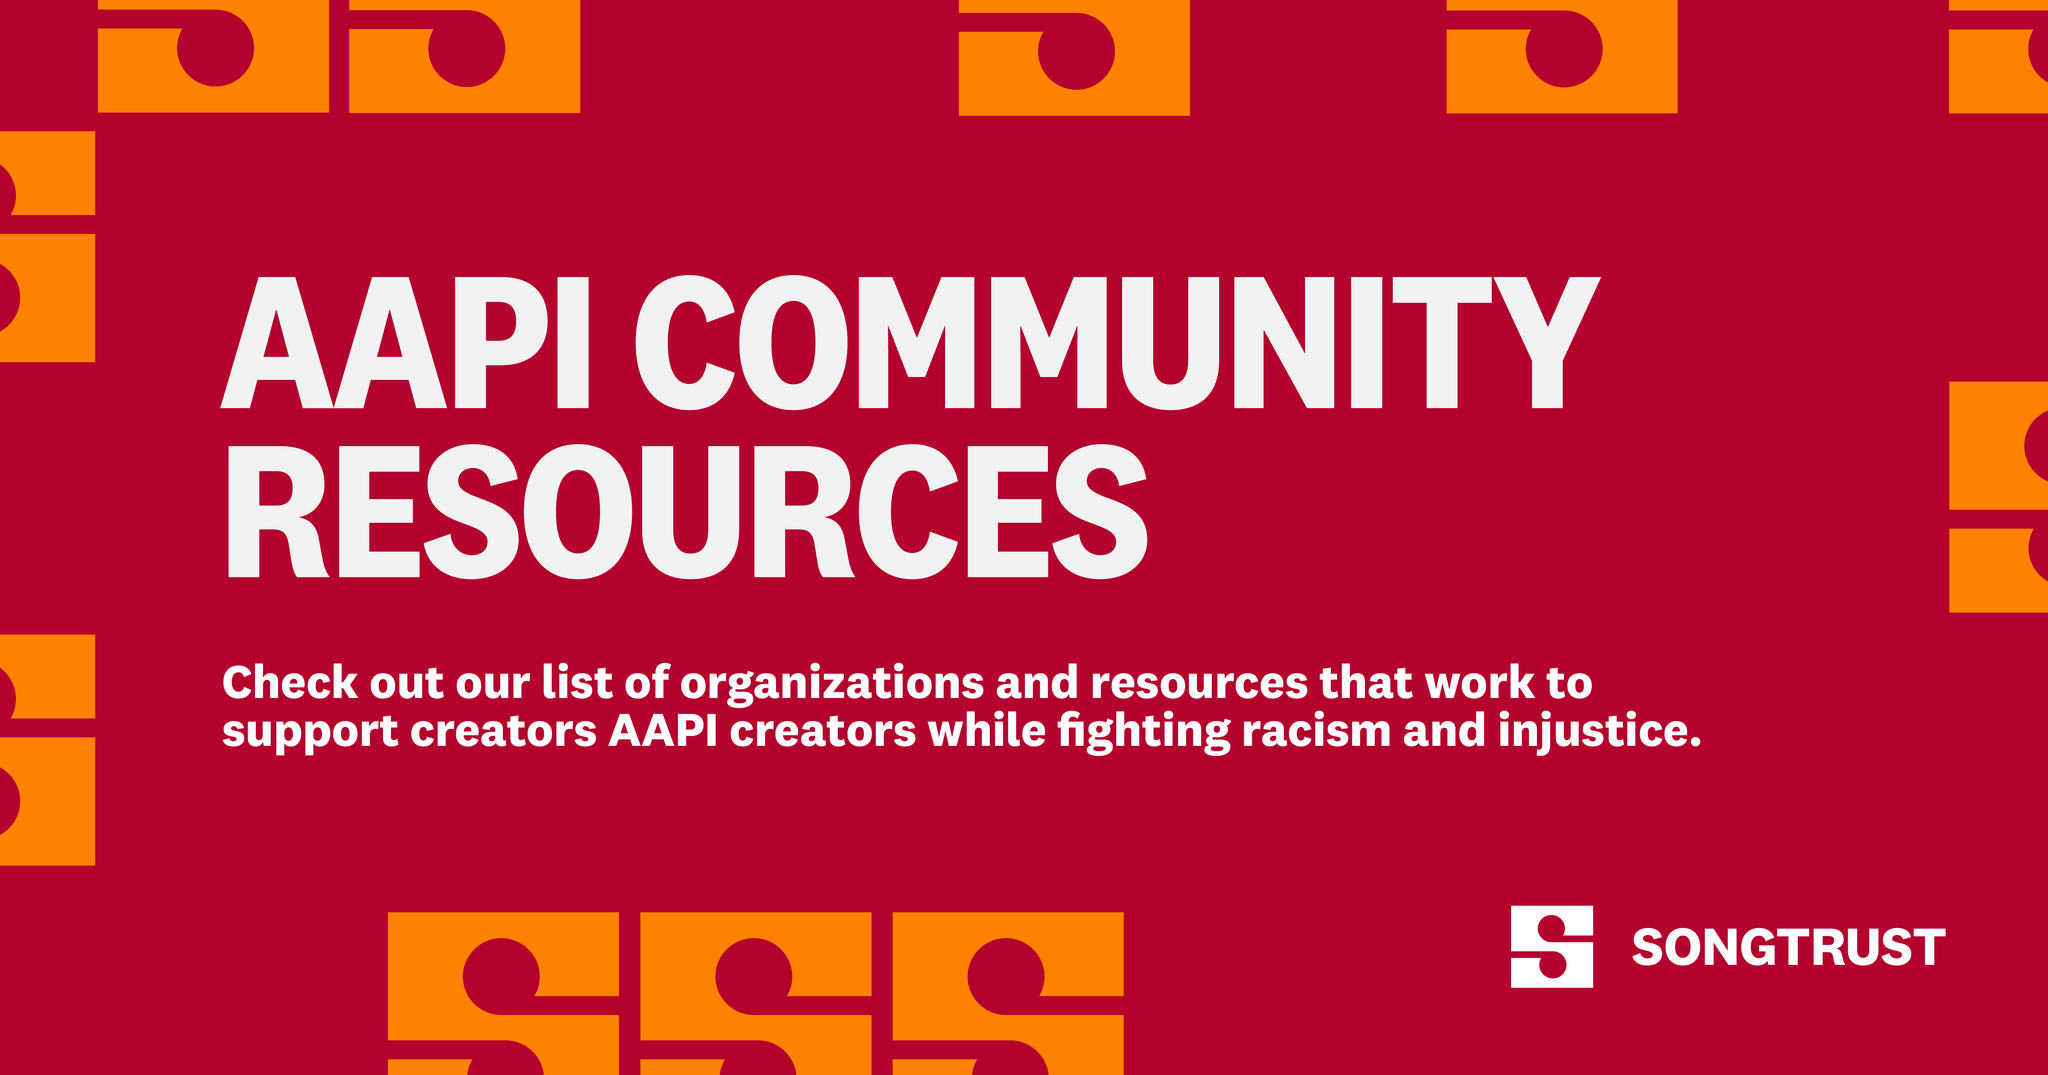 AAPI COMMUNITY
RESOURCES
Check out our list of organizations and resources that work to
support creators AAPI creators while fighting racism and injustice.
SONGTRUST